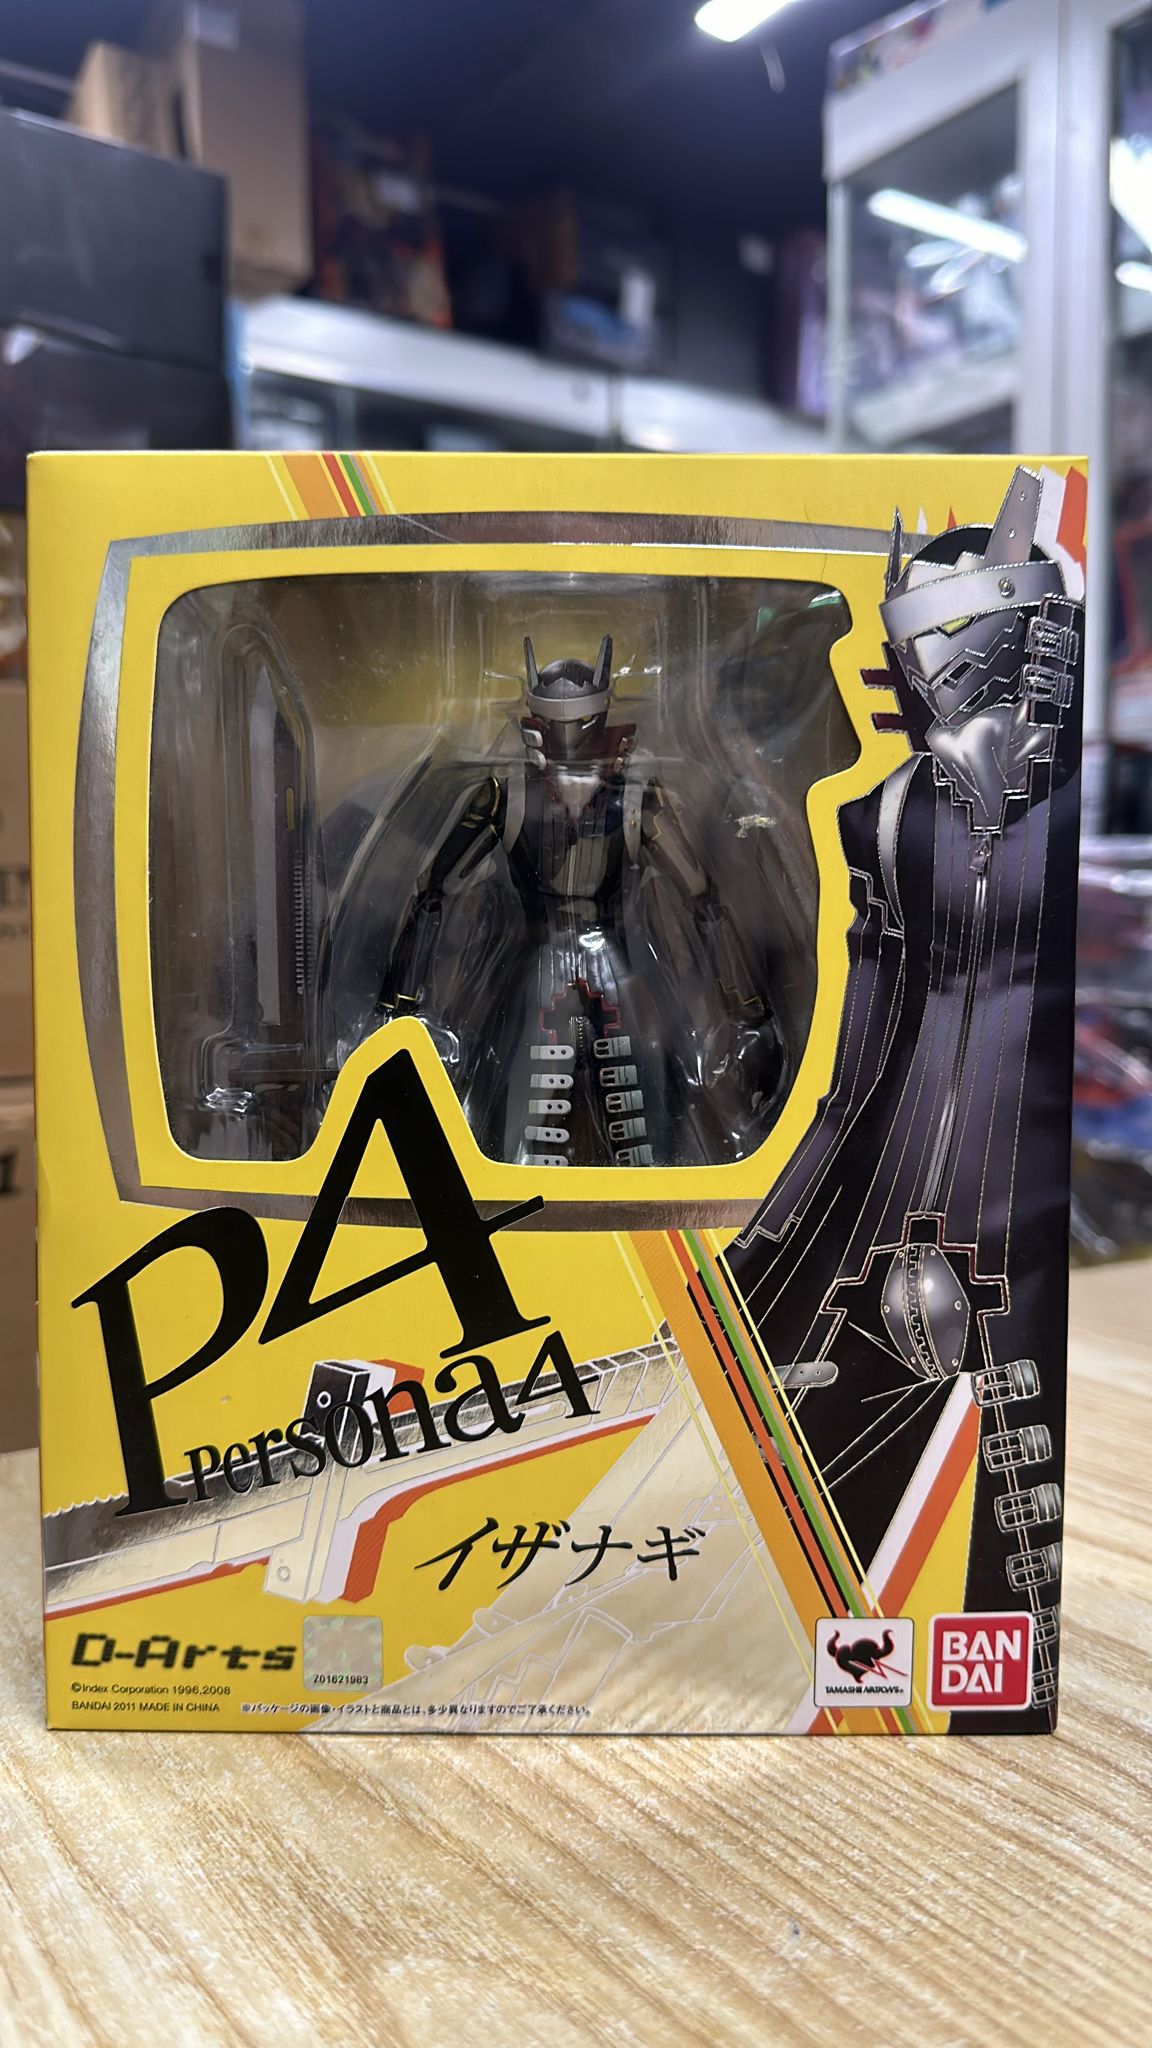 P4
Persona4
イザナギ
D-Arts
Z01621983
©Index Corporation 1996,2008
BANDAI 2011 MADE IN CHINA
※パッケージの画像・イラストと商品とは、多少異なりますのでご了承ください。
TAMASHII NATIONS
BAN
DAI